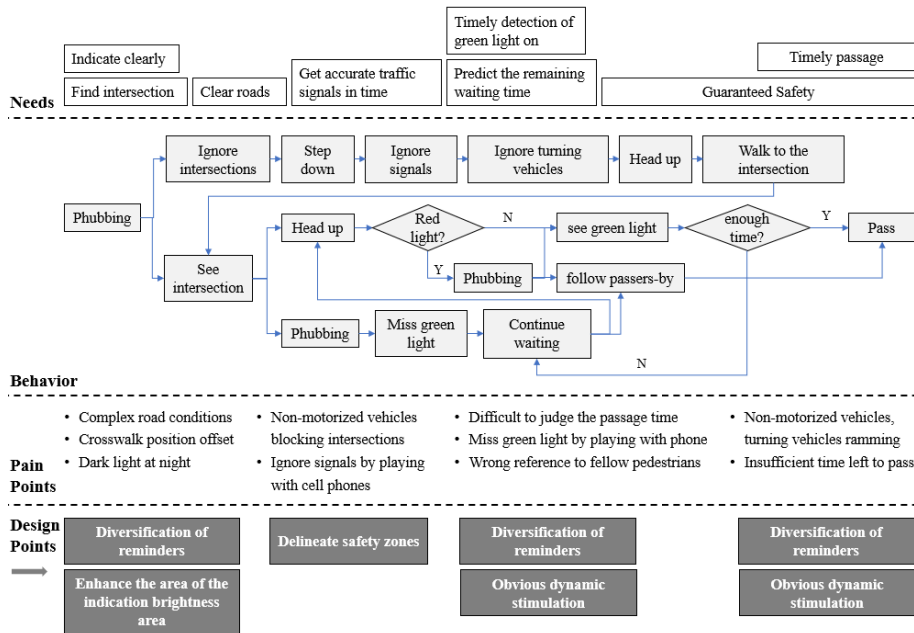 Timely detection of
green light on
Indicate clearly
Timely passage
Get accurate traffic
signals in time
Predict the remaining
waiting time
Find intersection
Clear roads
Guaranteed Safety
Needs
Ignore
intersections
Step
down
Ignore
signals
Ignore turning
vehicles
Head up
Walk to the
intersection
Phubbing
Head up
Red
light?
N
see green light
enough
time?
Y
Pass
See
intersection
Y
Phubbing
follow passers-by
Phubbing
Miss green
light
Continue
waiting
N
Behavior
• Complex road conditions
• Crosswalk position offset
• Dark light at night
• Non-motorized vehicles
blocking intersections
• Ignore signals by playing
with cell phones
• Difficult to judge the passage time
• Miss green light by playing with phone
• Wrong reference to fellow pedestrians
• Non-motorized vehicles,
turning vehicles ramming
• Insufficient time left to pass
Pain
Points
Design
Points
Diversification of
reminders
Delineate safety zones
Diversification of
reminders
Diversification of
reminders
Enhance the area of the
indication brightness
area
Obvious dynamic
stimulation
Obvious dynamic
stimulation